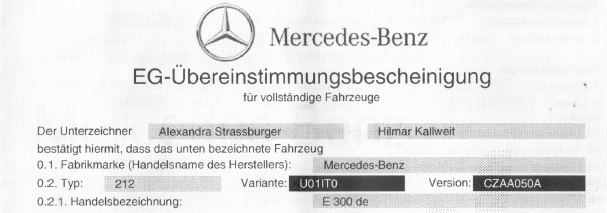 Mercedes-Benz
EG-Übereinstimmungsbescheinigung
für vollständige Fahrzeuge
Der Unterzeichner Alexandra Strassburger Hilmar Kallweit
bestätigt hiermit, dass das unten bezeichnete Fahrzeug
0.1. Fabrikmarke (Handelsname des Herstellers): Mercedes-Benz
0.2. Typ: 212 Variante: U01IT0 Version: CZAA050A
0.2.1. Handelsbezeichnung: E 300 de